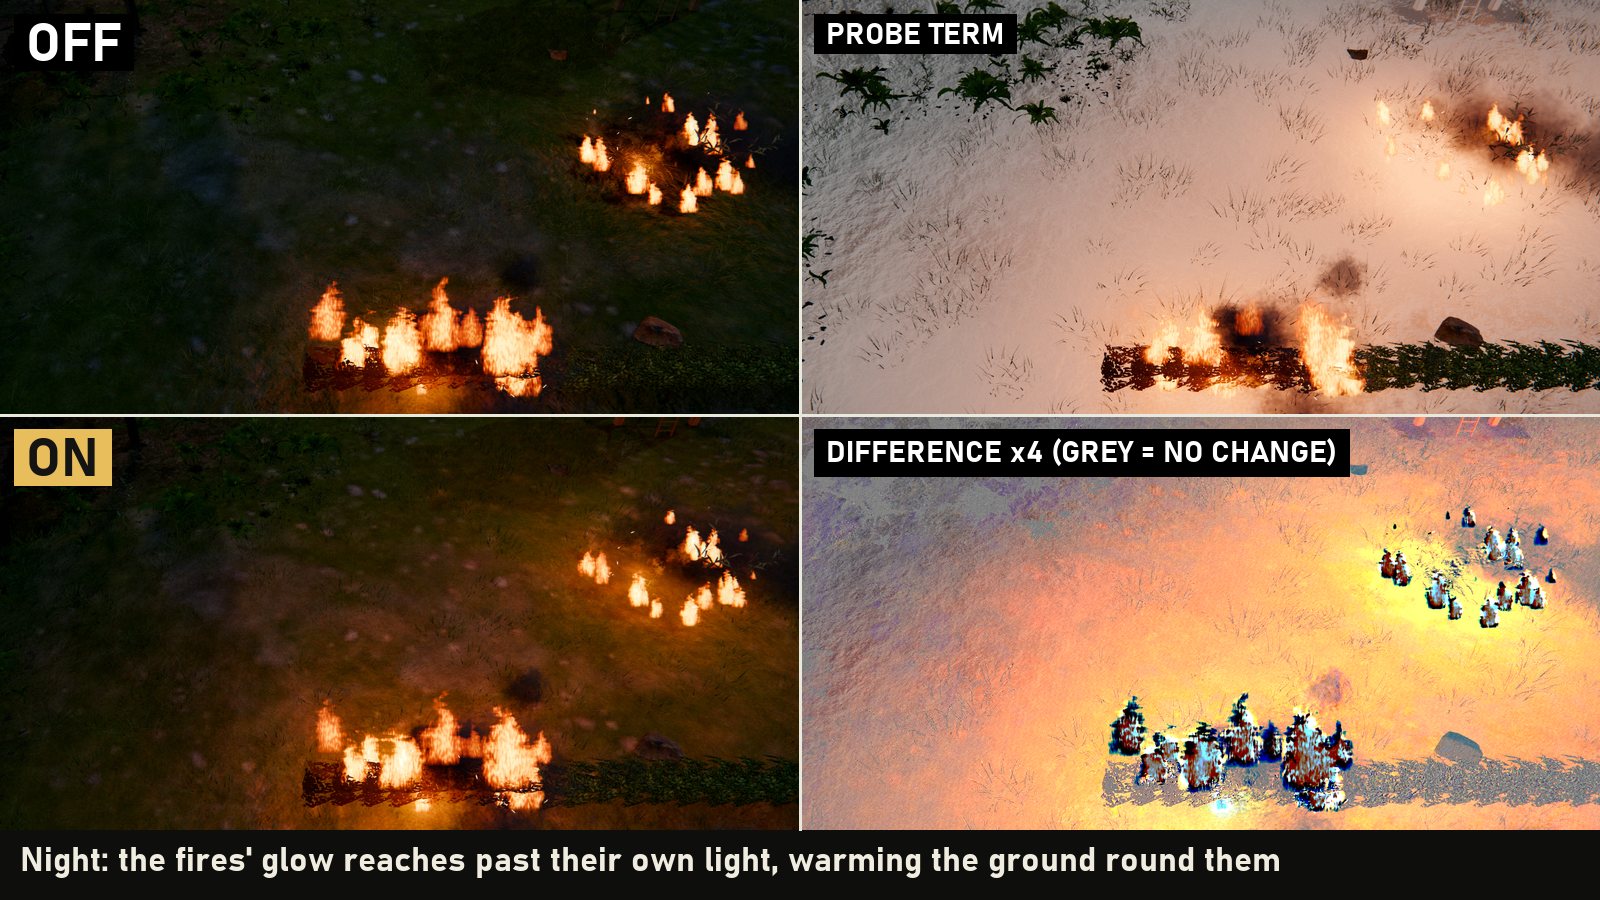 OFF
PROBE TERM
ON
DIFFERENCE x4 (GREY = NO CHANGE)
Night: the fires' glow reaches past their own light, warming the ground round them